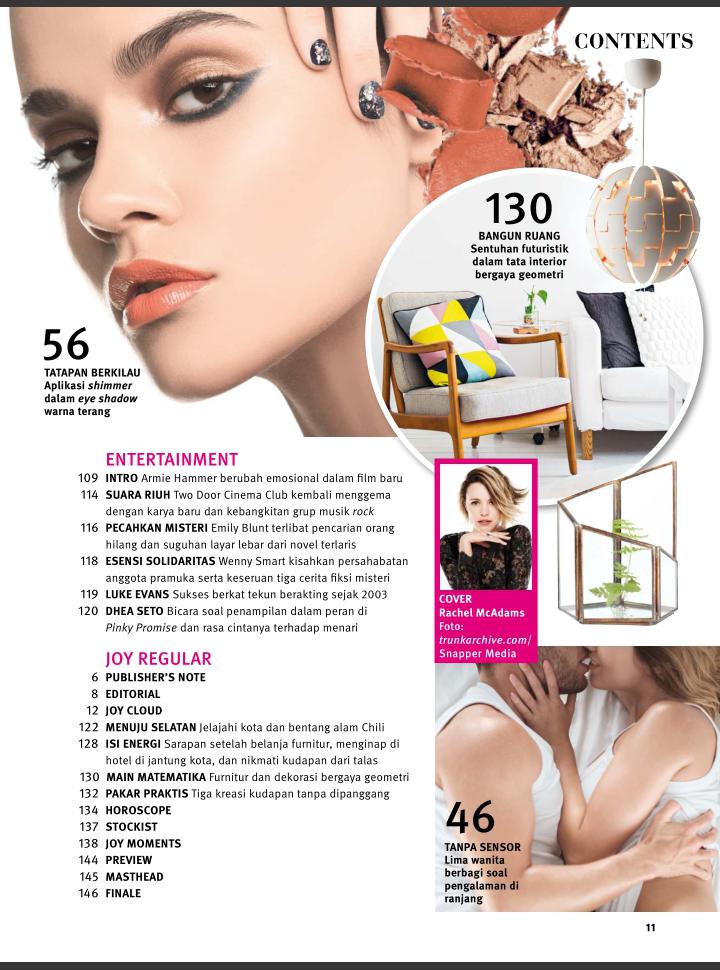 CONTENTS
130
BANGUN RUANG
Sentuhan futuristik
dalam tata interior
bergaya geometri
56
TATAPAN BERKILAU
Aplikasi shimmer
dalam eye shadow
warna terang
ENTERTAINMENT
109 INTRO Armie Hammer berubah emosional dalam film baru
114 SUARA RIUH Two Door Cinema Club kembali menggema
dengan karya baru dan kebangkitan grup musik rock
116 PECAHKAN MISTERI Emily Blunt terlibat pencarian orang
hilang dan suguhan layar lebar dari novel terlaris
118 ESENSI SOLIDARITAS Wenny Smart kisahkan persahabatan
anggota pramuka serta keseruan tiga cerita fiksi misteri
119 LUKE EVANS Sukses berkat tekun berakting sejak 2003
120 DHEA SETO Bicara soal penampilan dalam peran di
Pinky Promise dan rasa cintanya terhadap menari
JOY REGULAR
6 PUBLISHER'S NOTE
8 EDITORIAL
12 JOY CLOUD
122 MENUJU SELATAN Jelajahi kota dan bentang alam Chili
128 ISI ENERGI Sarapan setelah belanja furnitur, menginap di
hotel di jantung kota, dan nikmati kudapan dari talas
130 MAIN MATEMATIKA Furnitur dan dekorasi bergaya geometri
132 PAKAR PRAKTIS Tiga kreasi kudapan tanpa dipanggang
134 HOROSCOPE
137 STOCKIST
138 JOY MOMENTS
144 PREVIEW
145 MASTHEAD
146 FINALE
COVER
Rachel McAdams
Foto:
trunkarchive.com/
Snapper Media
46
TANPA SENSOR
Lima wanita
berbagi soal
pengalaman di
ranjang
11